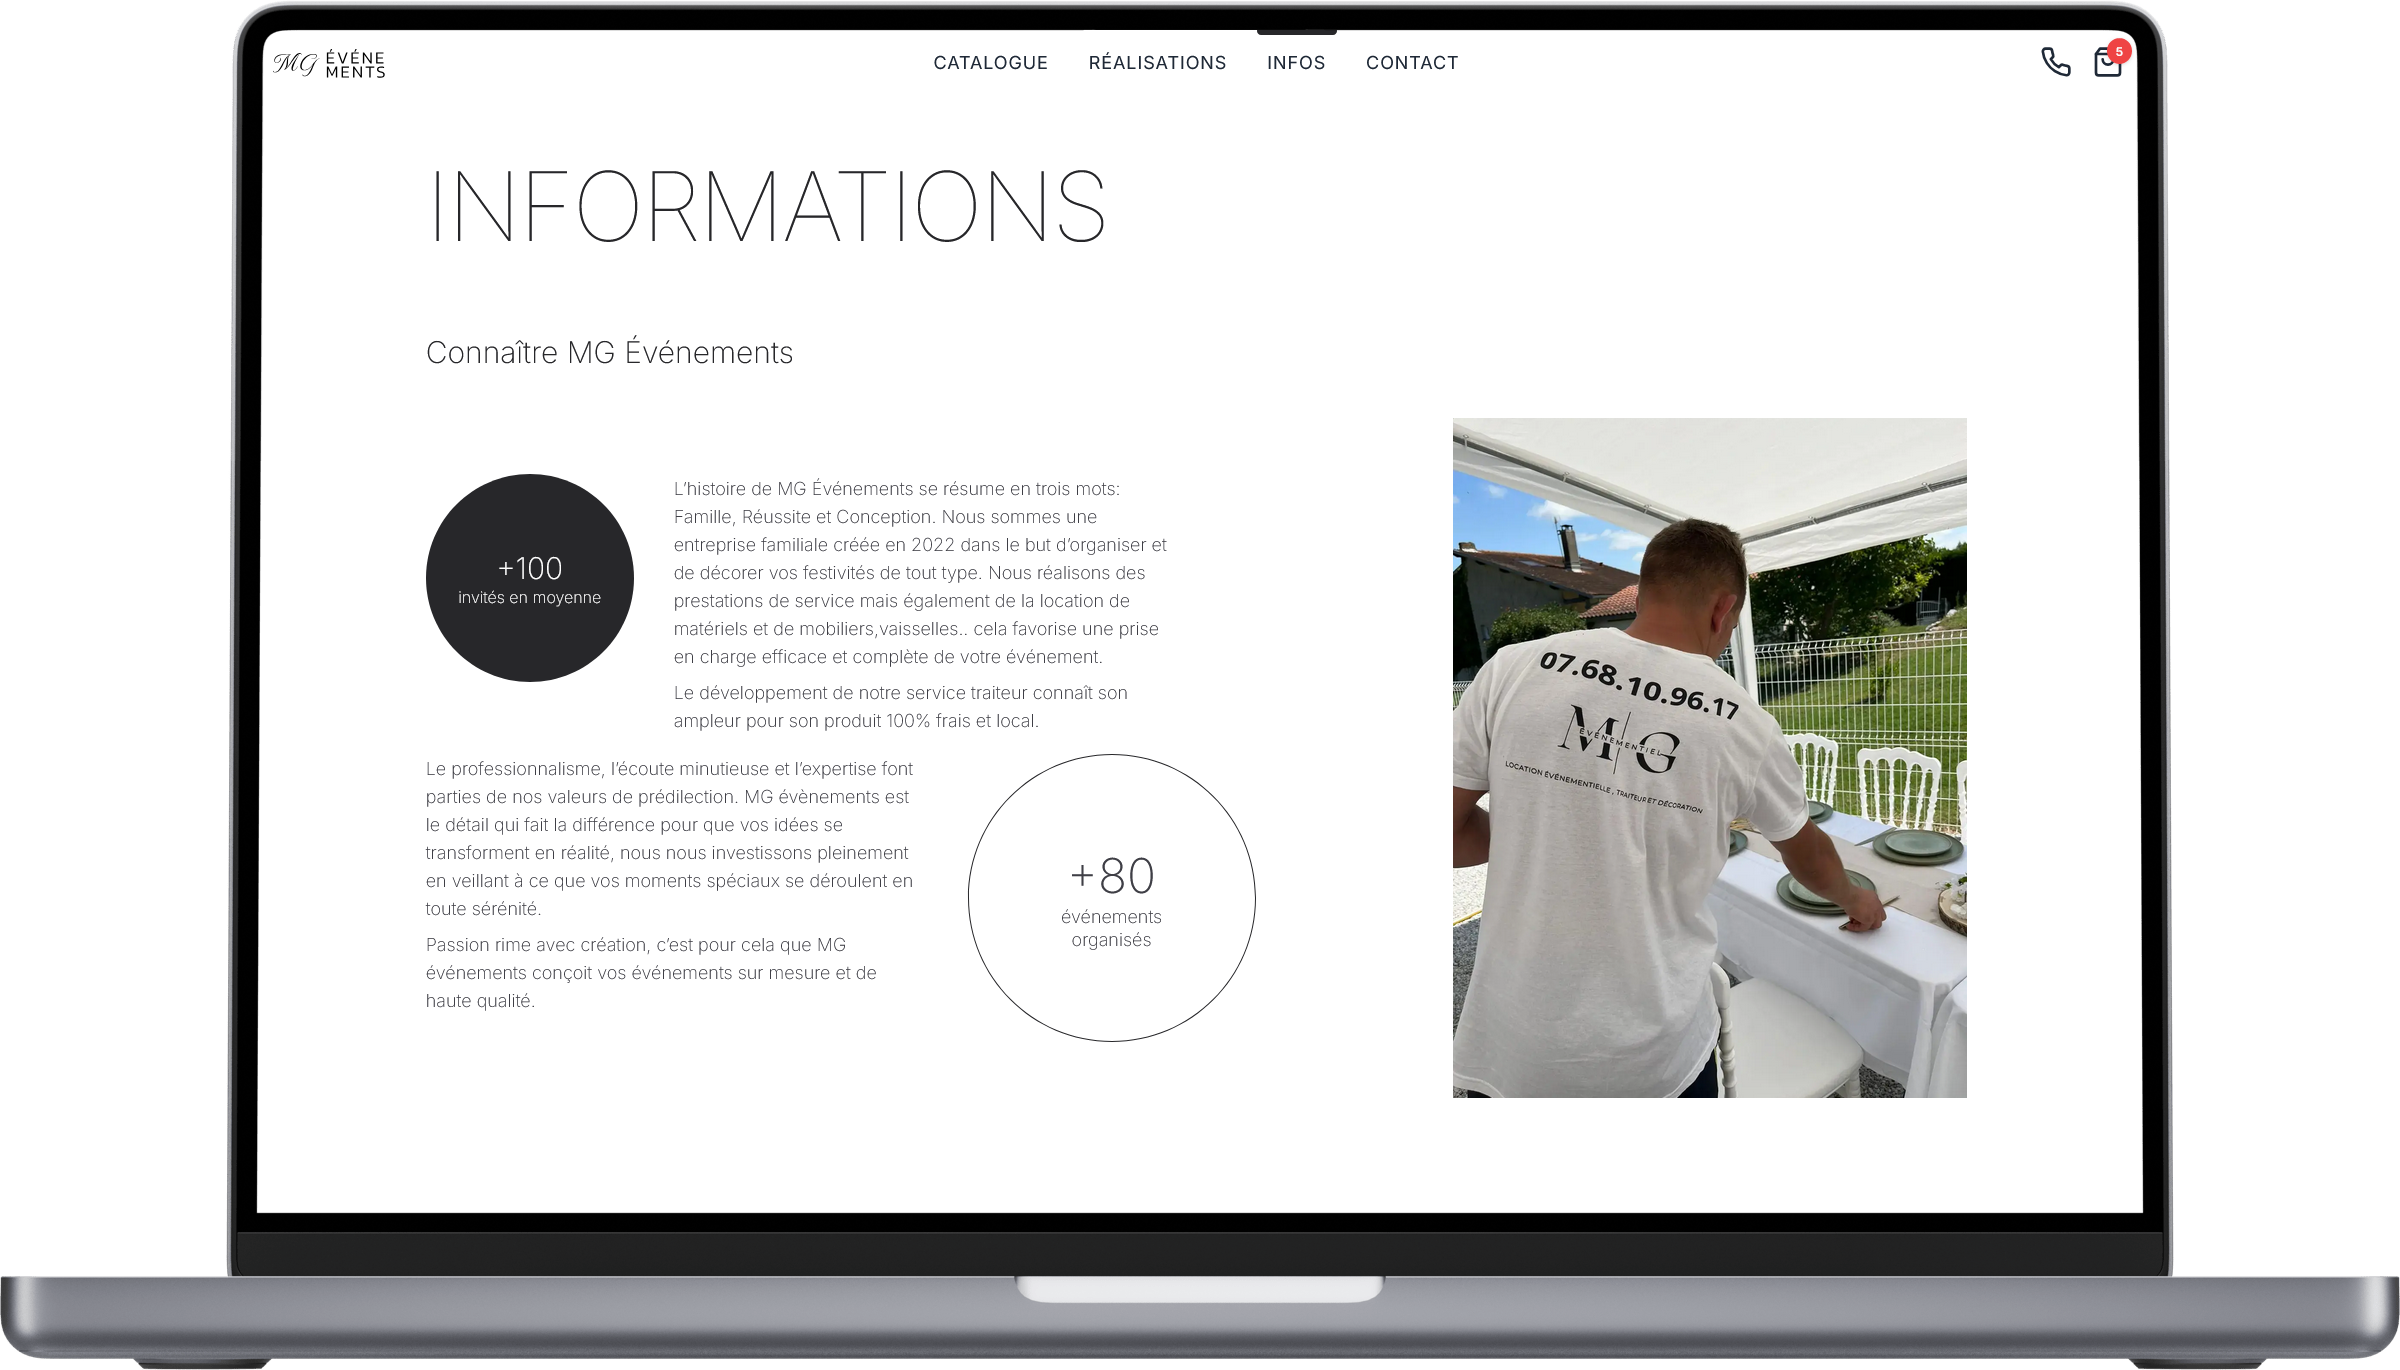 MG ÉVÉNE
MENTS
CATALOGUE RÉALISATIONS INFOS CONTACT
5
INFORMATIONS
Connaître MG Événements
+100
invités en moyenne
L’histoire de MG Événements se résume en trois mots:
Famille, Réussite et Conception. Nous sommes une
entreprise familiale créée en 2022 dans le but d’organiser et
de décorer vos festivités de tout type. Nous réalisons des
prestations de service mais également de la location de
matériels et de mobiliers,vaisselles.. cela favorise une prise
en charge efficace et complète de votre événement.
Le développement de notre service traiteur connaît son
ampleur pour son produit 100% frais et local.
Le professionnalisme, l’écoute minutieuse et l’expertise font
parties de nos valeurs de prédilection. MG évènements est
le détail qui fait la différence pour que vos idées se
transforment en réalité, nous nous investissons pleinement
en veillant à ce que vos moments spéciaux se déroulent en
toute sérénité.
Passion rime avec création, c’est pour cela que MG
événements conçoit vos événements sur mesure et de
haute qualité.
+80
événements
organisés
07.68.10.96.17
M G
ÉVÉNEMENTIEL
LOCATION ÉVÉNEMENTIELLE , TRAITEUR ET DÉCORATION